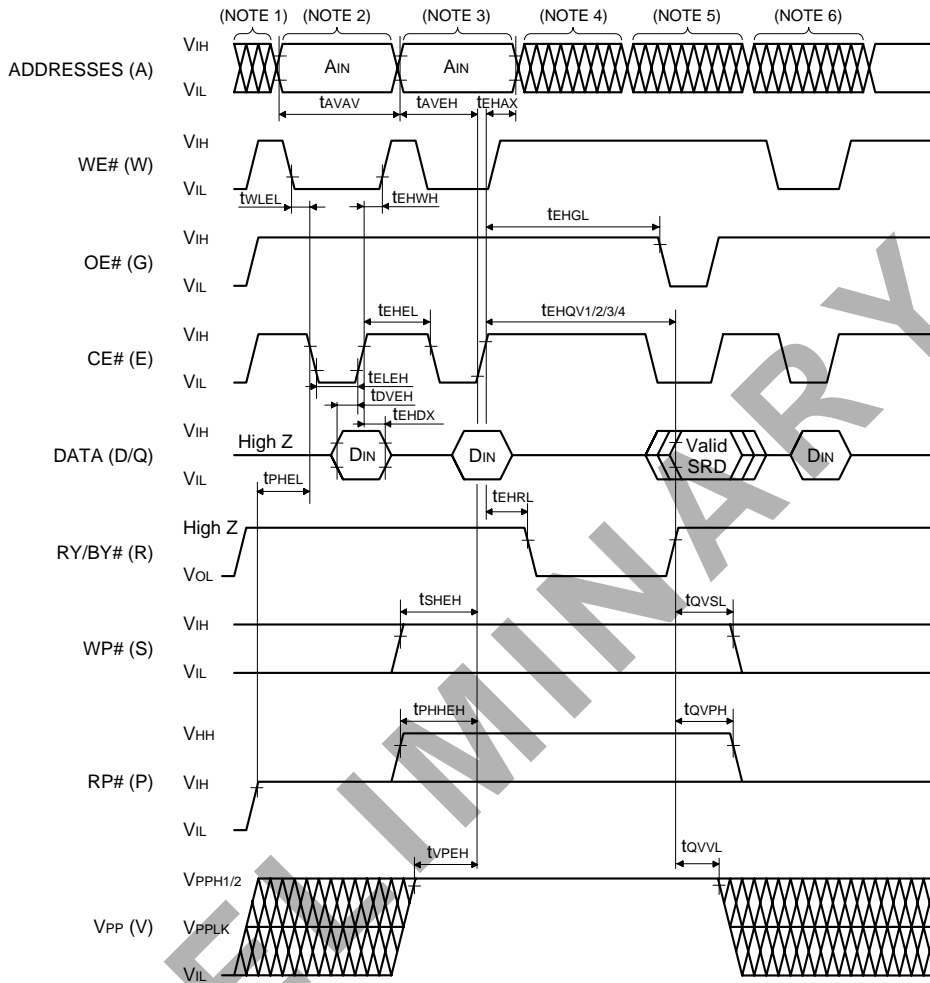 (NOTE 1) (NOTE 2) (NOTE 3) (NOTE 4) (NOTE 5) (NOTE 6)
VIH
ADDRESSES (A)
AIN AIN
VIL
tAVAV tAVEH tEHAX
VIH
WE# (W)
VIL
tWLEL tEHWH
tEHGL
VIH
OE# (G)
VIL
tEHEL tEHQV1/2/3/4
VIH
CE# (E)
VIL
tELEH
tDVEH
tEHDX
VIH
High Z
DATA (D/Q)
DIN DIN Valid SRD DIN
VIL
tPHEL
tEHRL
High Z
RY/BY# (R)
VOL
tSHEH tQVSL
VIH
WP# (S)
VIL
tPHHEH tQVPH
VHH
RP# (P)
VIH
VIL
tVPEH tQVVL
VPPH1/2
VPP (V)
VPPLK
VIL
ELIMINARY